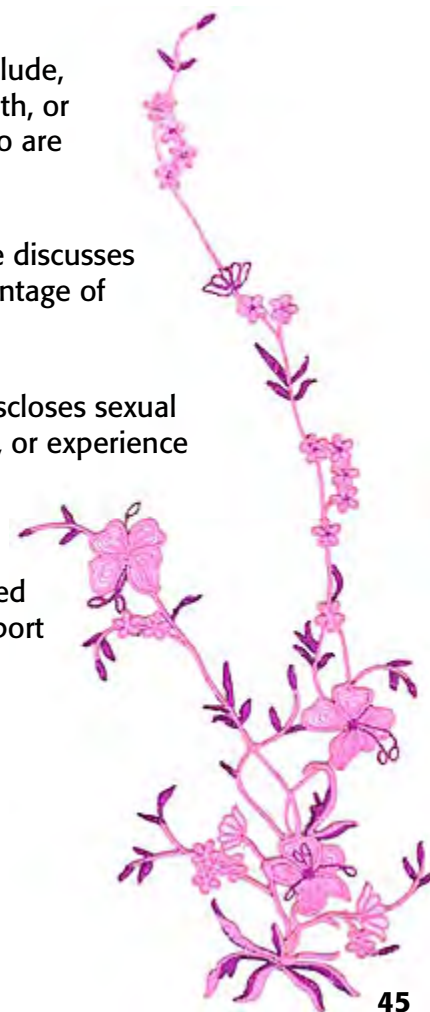 lude,
th, or
o are
e discusses
ntage of
scloses sexual
, or experience
ed
port
45